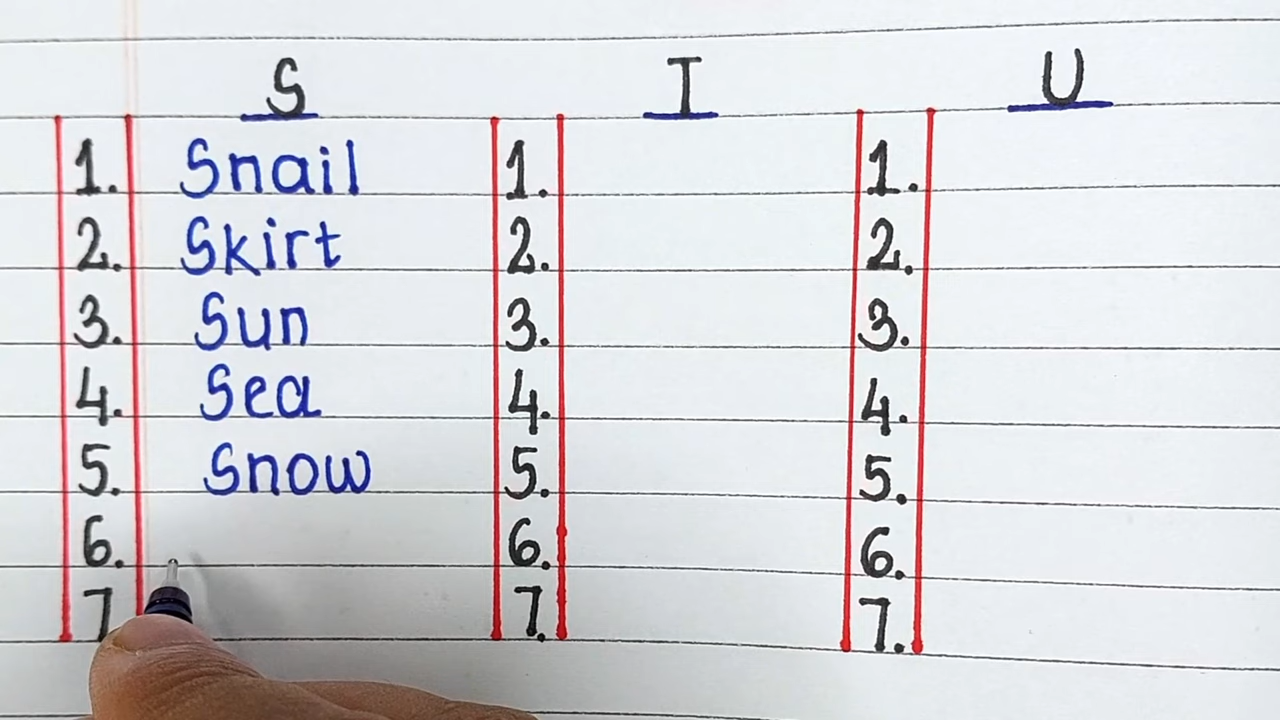 S I U
1. Snail 1. 1.
2. Skirt 2. 2.
3. Sun 3. 3.
4. Sea 4. 4.
5. Snow 5. 5.
6. 6. 6.
7 7. 7.